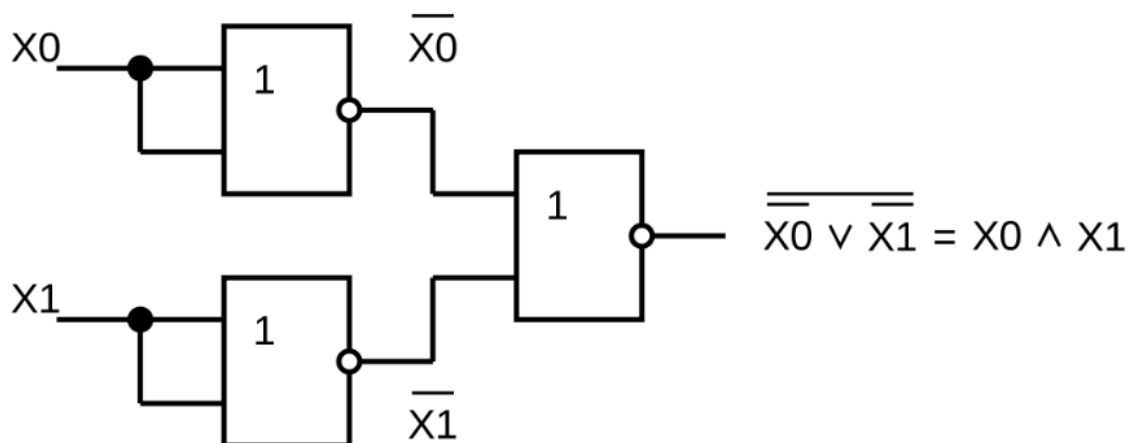 X0
1
X̅0̅
1
X̅0̅ ∨ X̅1̅ = X0 ∧ X1
X1
1
X̅1̅